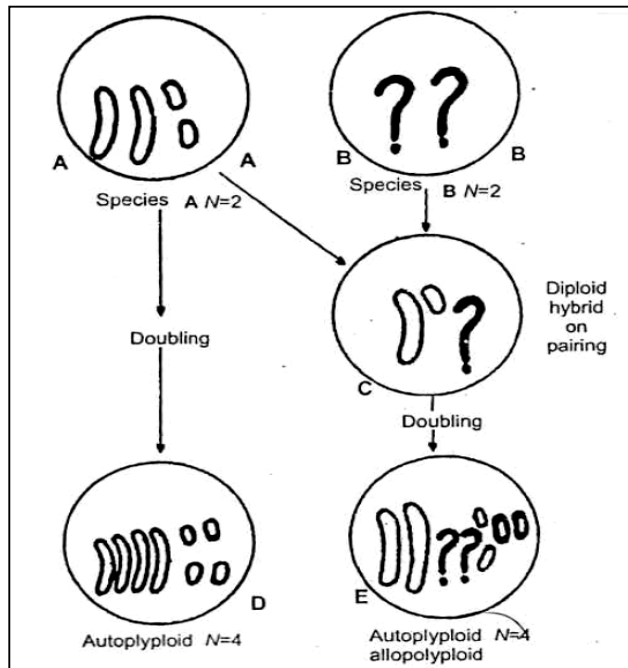 A A
B B
Species A N=2
Species B N=2
Diploid
hybrid
on
pairing
C
Doubling
Doubling
D
E
Autoplyploid N=4
Autoplyploid N=4
allopolyploid